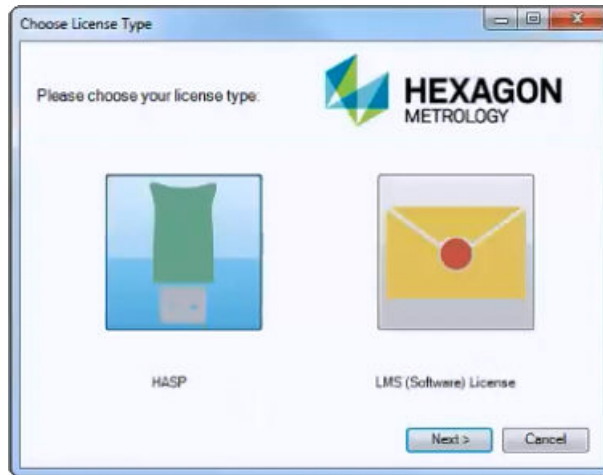 Choose License Type
Please choose your license type:
HEXAGON
METROLOGY
HASP
LMS (Software) License
Next >
Cancel